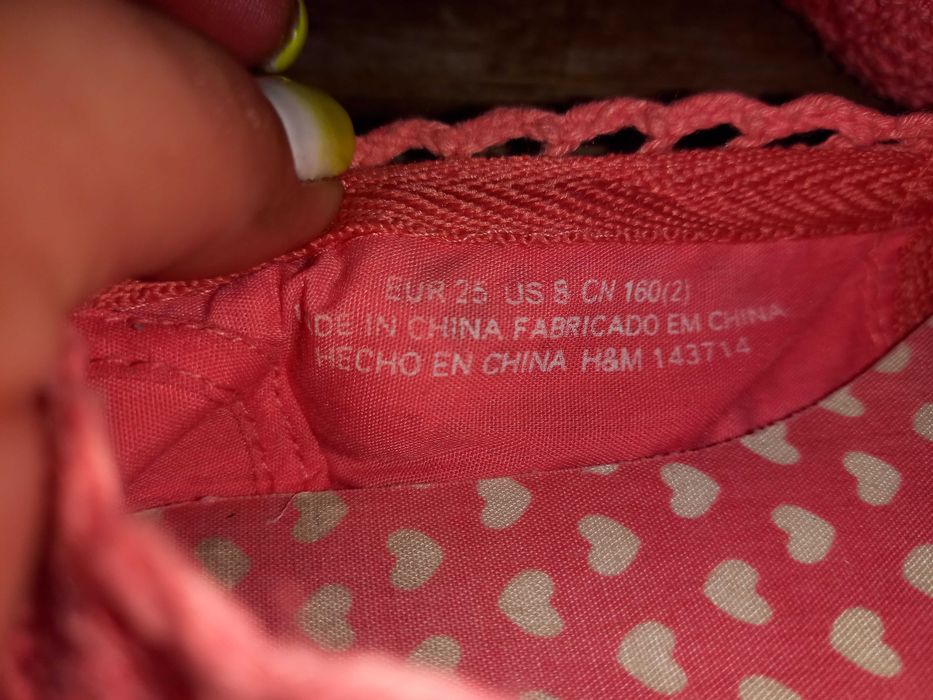 EUR 25 US 8 CN 160(2)
DE IN CHINA FABRICADO EM CHINA
HECHO EN CHINA H&M 143714